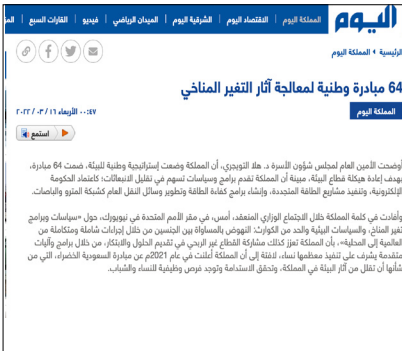 اليوم
المملكة اليوم | الاقتصاد اليوم | الشرقية اليوم | الميدان الرياضي | فيديو | القارات السبع
الرئيسية المملكة اليوم
64 مبادرة وطنية لمعالجة آثار التغير المناخي
المملكة اليوم
٠٠:٤٧ الأربعاء ١٦ / ٠٣ / ٢٠٢٢
استمع
أوضحت الأمين العام لمجلس شؤون الأسرة د. هلا التويجري، أن المملكة وضعت إستراتيجية وطنية للبيئة، ضمت 64 مبادرة،
بهدف إعادة هيكلة قطاع البيئة، مبينة أن المملكة تقدم برامج وسياسات تسهم في تقليل الانبعاثات؛ كاعتماد الحكومة
الإلكترونية، وتنفيذ مشاريع الطاقة المتجددة، وإنشاء برامج كفاءة الطاقة وتطوير وسائل النقل العام كشبكة المترو والباصات.
وأفادت في كلمة المملكة خلال الاجتماع الوزاري المنعقد، أمس، في مقر الأمم المتحدة في نيويورك، حول «سياسات وبرامج
تغير المناخ، والسياسات البيئية والحد من الكوارث: النهوض بالمساواة بين الجنسين من خلال إجراءات شاملة ومتكاملة من
العالمية إلى المحلية»، بأن المملكة تعزز كذلك مشاركة القطاع غير الربحي في تقديم الحلول والابتكار، من خلال برامج وآليات
متقدمة يشرف على تنفيذ معظمها نساء، لافتة إلى أن المملكة أعلنت في عام 2021م عن مبادرة السعودية الخضراء، التي من
شأنها أن تقلل من آثار البيئة في المملكة، وتحقق الاستدامة وتوجد فرص وظيفية للنساء والشباب.